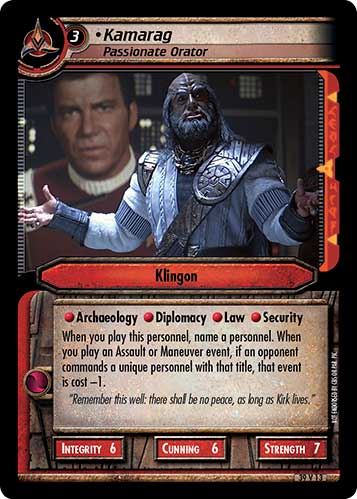 3
•Kamarag
Passionate Orator
Klingon
Archaeology Diplomacy Law Security
When you play this personnel, name a personnel. When
you play an Assault or Maneuver event, if an opponent
commands a unique personnel with that title, that event
is cost –1.
"Remember this well: there shall be no peace, as long as Kirk lives."
INTEGRITY 6 CUNNING 6 STRENGTH 7
39 V 13